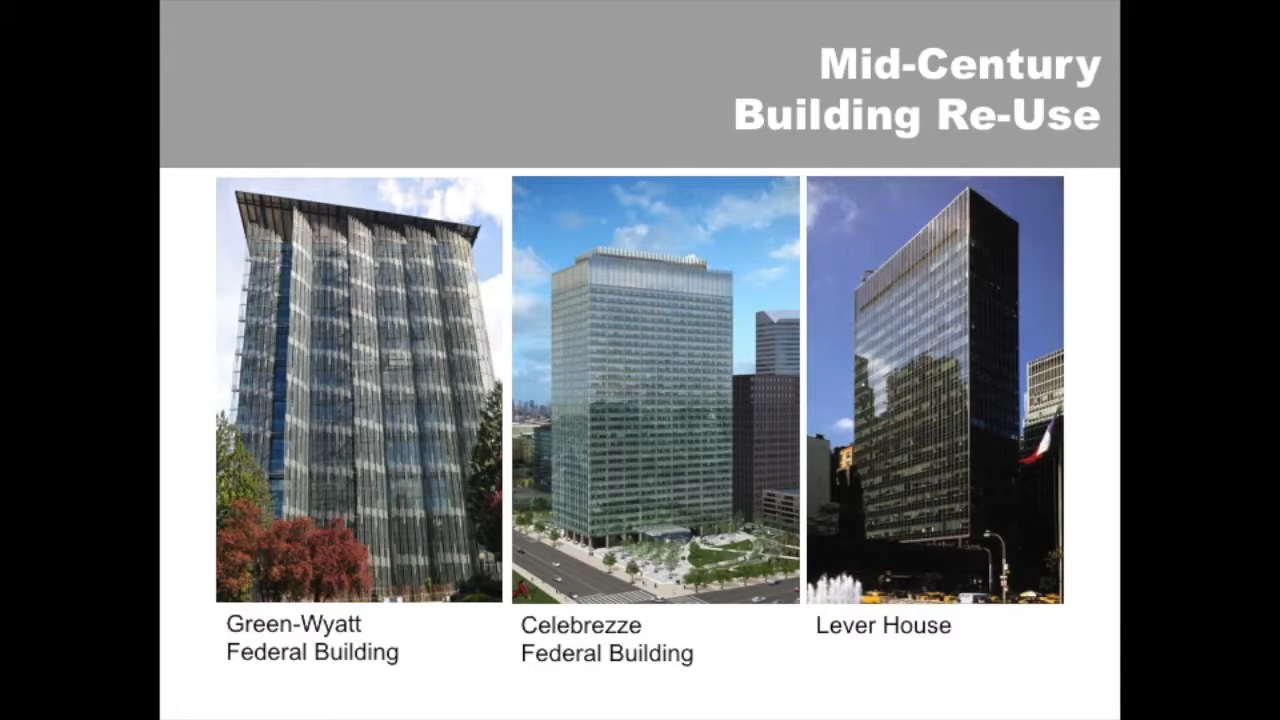 Mid-Century
Building Re-Use
Green-Wyatt
Federal Building
Celebrezze
Federal Building
Lever House